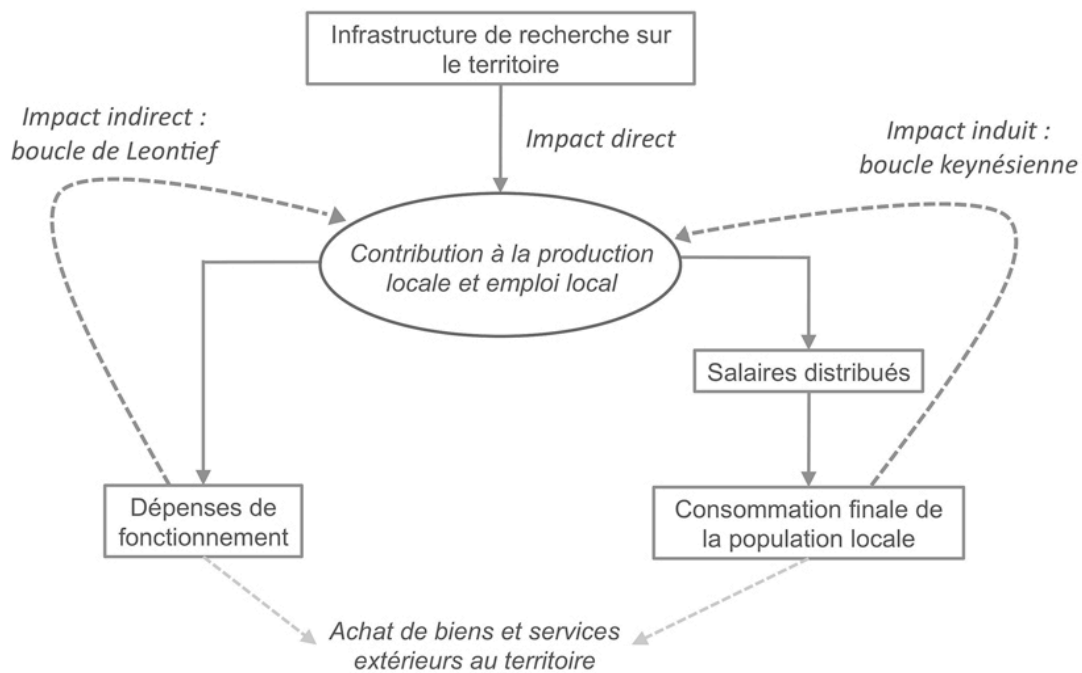 Infrastructure de recherche sur
le territoire
Impact indirect :
boucle de Leontief
Impact direct
Impact induit :
boucle keynésienne
Contribution à la production
locale et emploi local
Salaires distribués
Dépenses de
fonctionnement
Consommation finale de
la population locale
Achat de biens et services
extérieurs au territoire